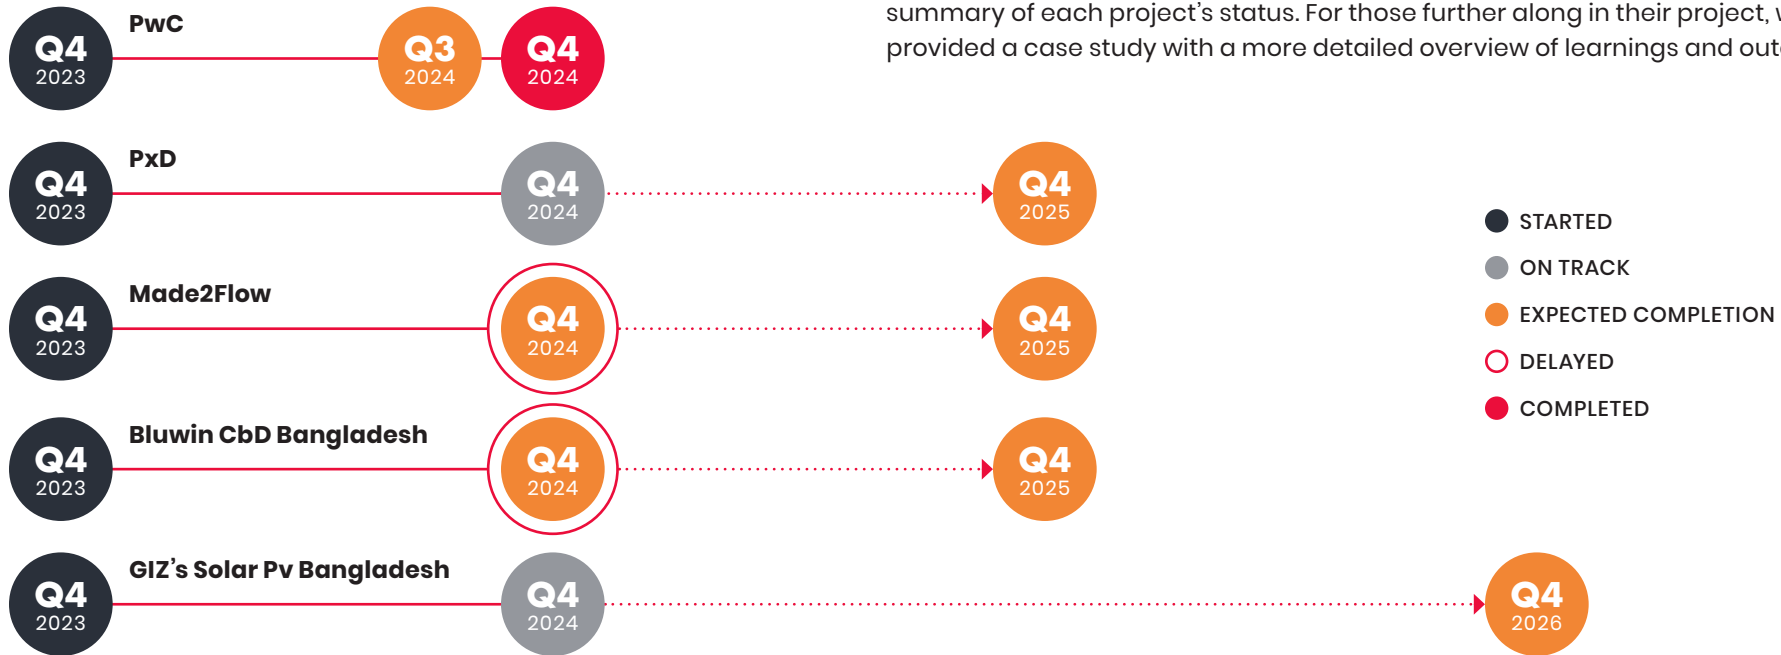 summary of each project's status. For those further along in their project,
provided a case study with a more detailed overview of learnings and
PwC
Q4
2023
Q3
2024
Q4
2024
PxD
Q4
2023
Q4
2024
Q4
2025
Made2Flow
Q4
2023
Q4
2024
Q4
2025
Bluwin CbD Bangladesh
Q4
2023
Q4
2024
Q4
2025
GIZ’s Solar Pv Bangladesh
Q4
2023
Q4
2024
Q4
2026
STARTED
ON TRACK
EXPECTED COMPLETION
DELAYED
COMPLETED